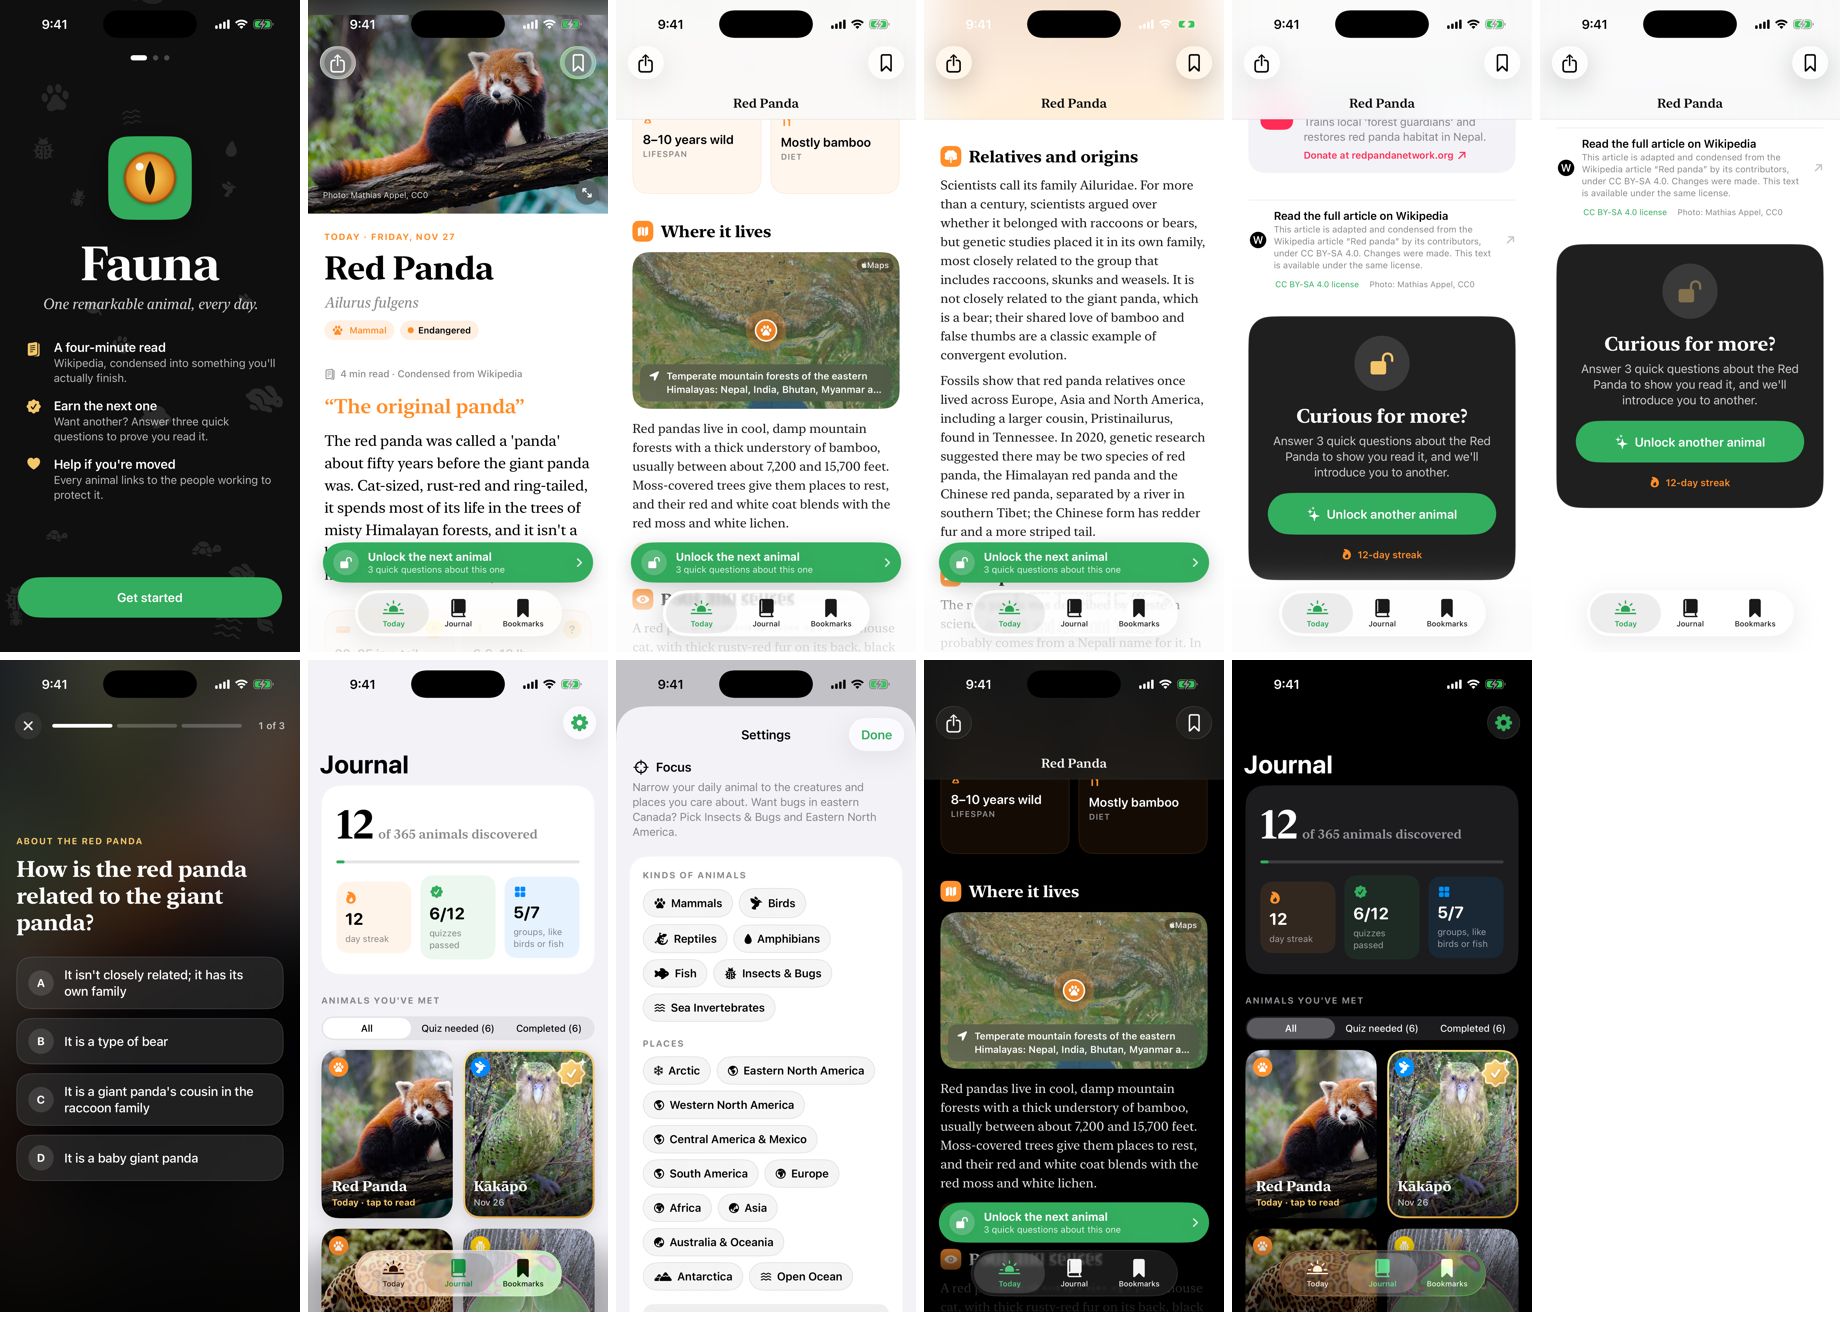 9:41
Fauna
One remarkable animal, every day.
A four-minute read
Wikipedia, condensed into something you'll
actually finish.
Earn the next one
Want another? Answer three quick
questions to prove you read it.
Help if you're moved
Every animal links to the people working to
protect it.
Get started
9:41
Photo: Mathias Appel, CC0
TODAY · FRIDAY, NOV 27
Red Panda
Ailurus fulgens
Mammal
Endangered
4 min read · Condensed from Wikipedia
“The original panda”
The red panda was called a 'panda'
about fifty years before the giant panda
was. Cat-sized, rust-red and ring-tailed,
it spends most of its life in the trees of
misty Himalayan forests, and it isn't a
Unlock the next animal
3 quick questions about this one
Today
Journal
Bookmarks
9:41
Red Panda
8–10 years wild
LIFESPAN
Mostly bamboo
DIET
Where it lives
Maps
Temperate mountain forests of the eastern
Himalayas: Nepal, India, Bhutan, Myanmar a...
Red pandas live in cool, damp mountain
forests with a thick understory of bamboo,
usually between about 7,200 and 15,700 feet.
Moss-covered trees give them places to rest,
and their red and white coat blends with the
red moss and white lichen.
Unlock the next animal
3 quick questions about this one
Today
Journal
Bookmarks
A red
house
cat, with thick rusty-red fur on its back, black
9:41
Red Panda
Relatives and origins
Scientists call its family Ailuridae. For more
than a century, scientists argued over
whether it belonged with raccoons or bears,
but genetic studies placed it in its own family,
most closely related to the group that
includes raccoons, skunks and weasels. It is
not closely related to the giant panda, which
is a bear; their shared love of bamboo and
false thumbs are a classic example of
convergent evolution.
Fossils show that red panda relatives once
lived across Europe, Asia and North America,
including a larger cousin, Pristinailurus,
found in Tennessee. In 2020, genetic research
suggested there may be two species of red
panda, the Himalayan red panda and the
Chinese red panda, separated by a river in
southern Tibet; the Chinese form has redder
fur and a more striped tail.
Unlock the next animal
3 quick questions about this one
The
Today
Journal
Bookmarks
probably comes from a Nepali name for it. In
9:41
Red Panda
Trains local 'forest guardians' and
restores red panda habitat in Nepal.
Donate at redpandanetwork.org
Read the full article on Wikipedia
This article is adapted and condensed from the
Wikipedia article "Red panda" by its contributors,
under CC BY-SA 4.0. Changes were made. This text
is available under the same license.
W
CC BY-SA 4.0 license
Photo: Mathias Appel, CC0
Curious for more?
Answer 3 quick questions about the Red
Panda to show you read it, and we'll
introduce you to another.
Unlock another animal
12-day streak
Today
Journal
Bookmarks
9:41
Red Panda
Read the full article on Wikipedia
This article is adapted and condensed from the
Wikipedia article "Red panda" by its contributors,
under CC BY-SA 4.0. Changes were made. This text
is available under the same license.
W
CC BY-SA 4.0 license
Photo: Mathias Appel, CC0
Curious for more?
Answer 3 quick questions about the Red
Panda to show you read it, and we'll
introduce you to another.
Unlock another animal
12-day streak
Today
Journal
Bookmarks
9:41
1 of 3
ABOUT THE RED PANDA
How is the red panda
related to the giant
panda?
A
It isn't closely related; it has its
own family
B
It is a type of bear
C
It is a giant panda's cousin in the
raccoon family
D
It is a baby giant panda
9:41
Journal
12 of 365 animals discovered
12
day streak
6/12
quizzes
passed
5/7
groups, like
birds or fish
ANIMALS YOU'VE MET
All
Quiz needed (6)
Completed (6)
Red Panda
Today · tap to read
Kākāpō
Nov 26
Today
Journal
Bookmarks
9:41
Settings
Done
Focus
Narrow your daily animal to the creatures and
places you care about. Want bugs in eastern
Canada? Pick Insects & Bugs and Eastern North
America.
KINDS OF ANIMALS
Mammals
Birds
Reptiles
Amphibians
Fish
Insects & Bugs
Sea Invertebrates
PLACES
Arctic
Eastern North America
Western North America
Central America & Mexico
South America
Europe
Africa
Asia
Australia & Oceania
Antarctica
Open Ocean
9:41
Red Panda
8–10 years wild
LIFESPAN
Mostly bamboo
DIET
Where it lives
Maps
Temperate mountain forests of the eastern
Himalayas: Nepal, India, Bhutan, Myanmar a...
Red pandas live in cool, damp mountain
forests with a thick understory of bamboo,
usually between about 7,200 and 15,700 feet.
Moss-covered trees give them places to rest,
and their red and white coat blends with the
red moss and white lichen.
Unlock the next animal
3 quick questions about this one
Today
Journal
Bookmarks
A red
house
cat, with thick rusty-red fur on its back, black
9:41
Journal
12 of 365 animals discovered
12
day streak
6/12
quizzes
passed
5/7
groups, like
birds or fish
ANIMALS YOU'VE MET
All
Quiz needed (6)
Completed (6)
Red Panda
Today · tap to read
Kākāpō
Nov 26
Today
Journal
Bookmarks